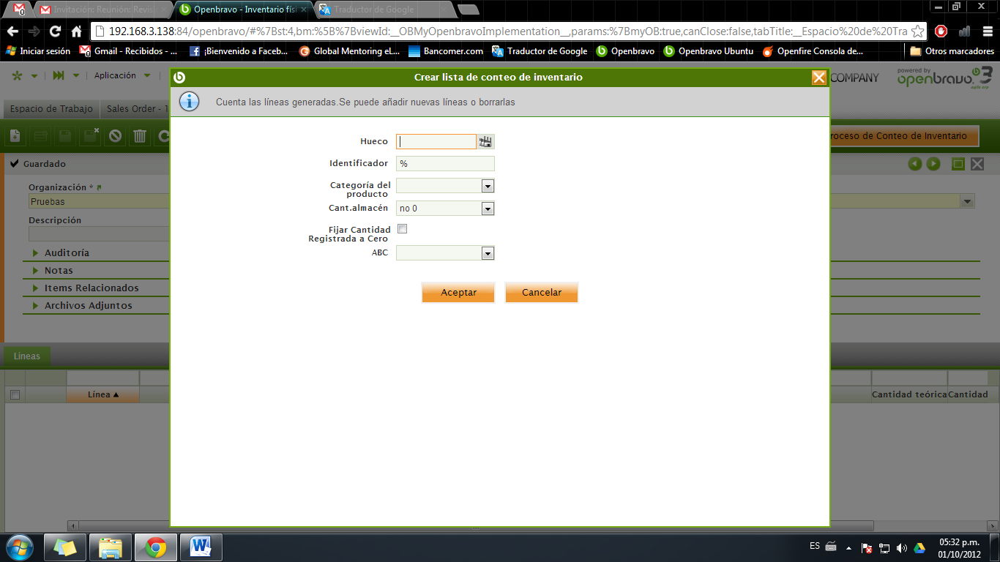 0
Invitación: Reunión: Revis
Openbravo - Inventario físi
Traductor de Google
192.168.3.138:84/openbravo/#%7Bst:4,bm:%5B%7BviewId:__OBMyOpenbravoImplementation__,params:%7BmyOB:true,canClose:false,tabTitle:__Espacio%20de%20Tra
Iniciar sesión
Gmail - Recibidos - ...
¡Bienvenido a Faceb...
Global Mentoring eL...
Bancomer.com
Traductor de Google
Openbravo
Openbravo Ubuntu
Openfire Consola de...
Otros marcadores
Aplicación
Crear lista de conteo de inventario
COMPANY
powered by
openbravo 3
agile erp
Cuenta las líneas generadas.Se puede añadir nuevas líneas o borrarlas
Espacio de Trabajo
Sales Order - 1
Hueco
roceso de Conteo de Inventario
Guardado
Identificador
%
Organización *
Pruebas
Categoría del
producto
Cant.almacén
no 0
Descripción
Fijar Cantidad
Registrada a Cero
ABC
Auditoría
Notas
Items Relacionados
Archivos Adjuntos
Aceptar
Cancelar
Lineas
Línea
Cantidad teórica
Cantidad
ES
05:32 p.m.
01/10/2012